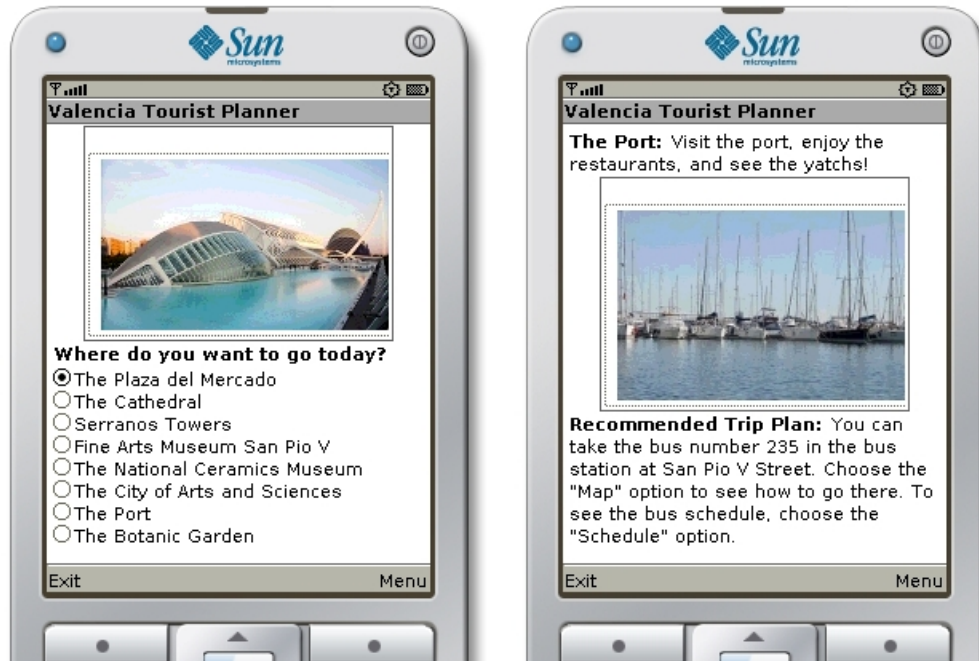 Sun
microsystems
Valencia Tourist Planner
Where do you want to go today?
The Plaza del Mercado
The Cathedral
Serranos Towers
Fine Arts Museum San Pio V
The National Ceramics Museum
The City of Arts and Sciences
The Port
The Botanic Garden
Exit Menu
Sun
microsystems
Valencia Tourist Planner
The Port: Visit the port, enjoy the
restaurants, and see the yatchs!
Recommended Trip Plan: You can
take the bus number 235 in the bus
station at San Pio V Street. Choose the
"Map" option to see how to go there. To
see the bus schedule, choose the
"Schedule" option.
Exit Menu